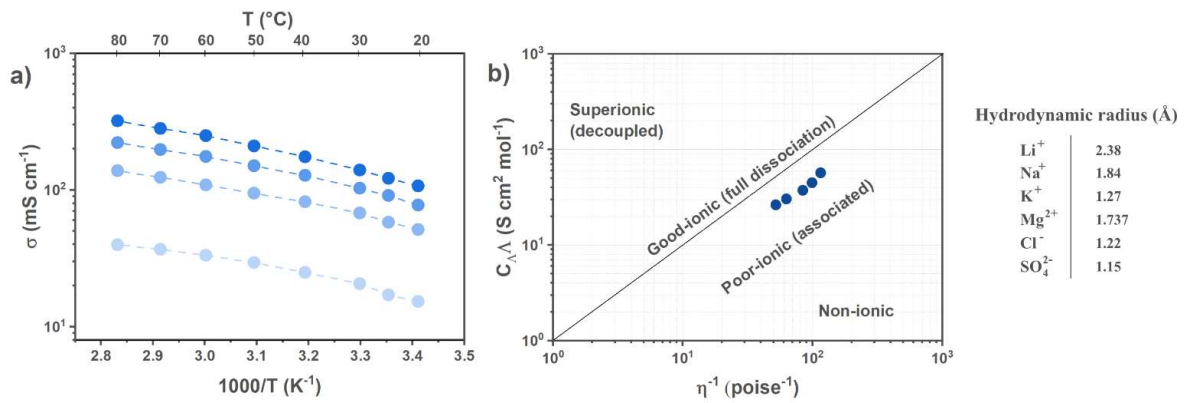 a)
T (°C)
80 70 60 50 40 30 20
10³
10²
10¹
σ (mS cm⁻¹)
2.8 2.9 3.0 3.1 3.2 3.3 3.4 3.5
1000/T (K⁻¹)
b)
10³
10²
10¹
10⁰
C_ΛΛ (S cm² mol⁻¹)
Superionic
(decoupled)
Good-ionic (full dissociation)
Poor-ionic (associated)
Non-ionic
10⁰ 10¹ 10² 10³
η⁻¹ (poise⁻¹)
Hydrodynamic radius (Å)
Li⁺ 2.38
Na⁺ 1.84
K⁺ 1.27
Mg²⁺ 1.737
Cl⁻ 1.22
SO₄²⁻ 1.15